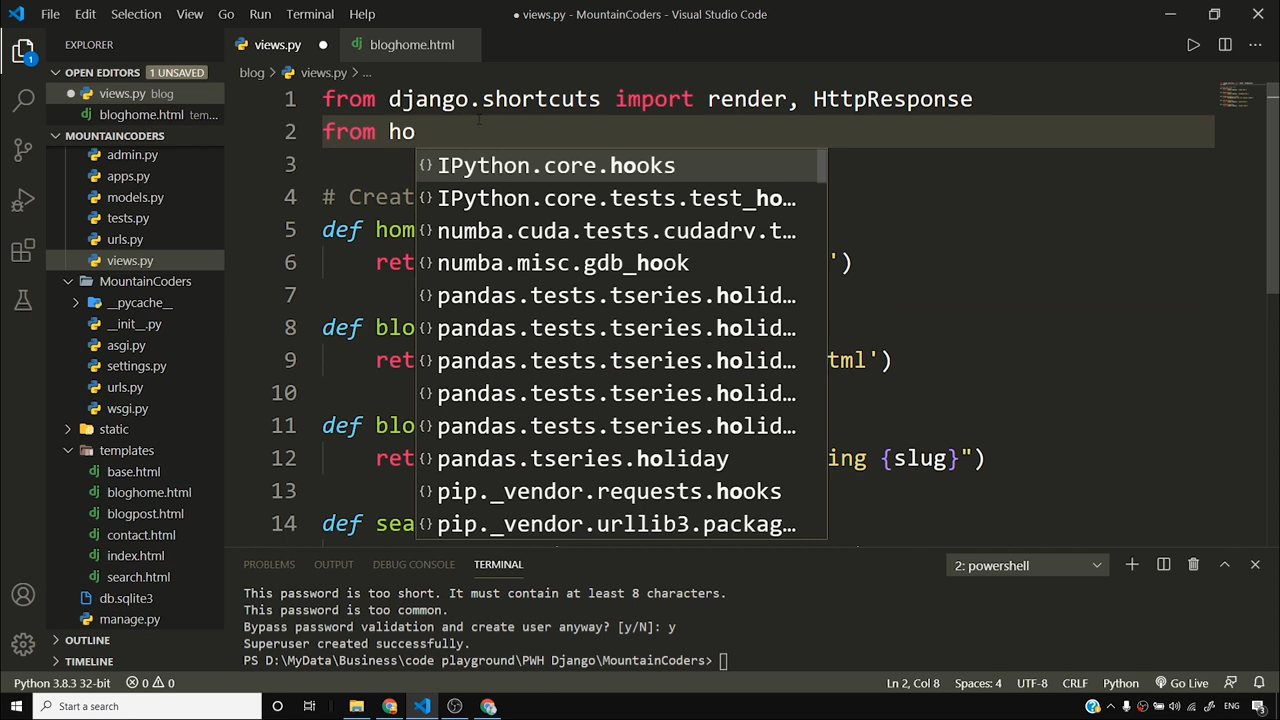 File Edit Selection View Go Run Terminal Help ● views.py - MountainCoders - Visual Studio Code
EXPLORER
OPEN EDITORS 1 UNSAVED
views.py blog
bloghome.html tem...
MOUNTAINCODERS
admin.py
apps.py
models.py
tests.py
urls.py
views.py
MountainCoders
__pycache__
__init__.py
asgi.py
settings.py
urls.py
wsgi.py
static
templates
base.html
bloghome.html
blogpost.html
contact.html
index.html
search.html
db.sqlite3
manage.py
OUTLINE
TIMELINE
1
views.py ● bloghome.html
blog > views.py > ...
1 from django.shortcuts import render, HttpResponse
2 from ho
3
4 # Creat
5 def hom
6 ret ')
7
8 def blo
9 ret tml')
10
11 def blo
12 ret ing {slug}")
13
14 def sea
IPython.core.hooks
IPython.core.tests.test_ho...
numba.cuda.tests.cudadrv.t...
numba.misc.gdb_hook
pandas.tests.tseries.holid...
pandas.tests.tseries.holid...
pandas.tests.tseries.holid...
pandas.tests.tseries.holid...
pandas.tests.tseries.holid...
pandas.tseries.holiday
pip._vendor.requests.hooks
pip._vendor.urllib3.packag...
PROBLEMS OUTPUT DEBUG CONSOLE TERMINAL 2: powershell
This password is too short. It must contain at least 8 characters.
This password is too common.
Bypass password validation and create user anyway? [y/N]: y
Superuser created successfully.
PS D:\MyData\Business\code playground\PWH Django\MountainCoders>
Python 3.8.3 32-bit 0 0 Ln 2, Col 8 Spaces: 4 UTF-8 CRLF Python Go Live
Start a search ENG